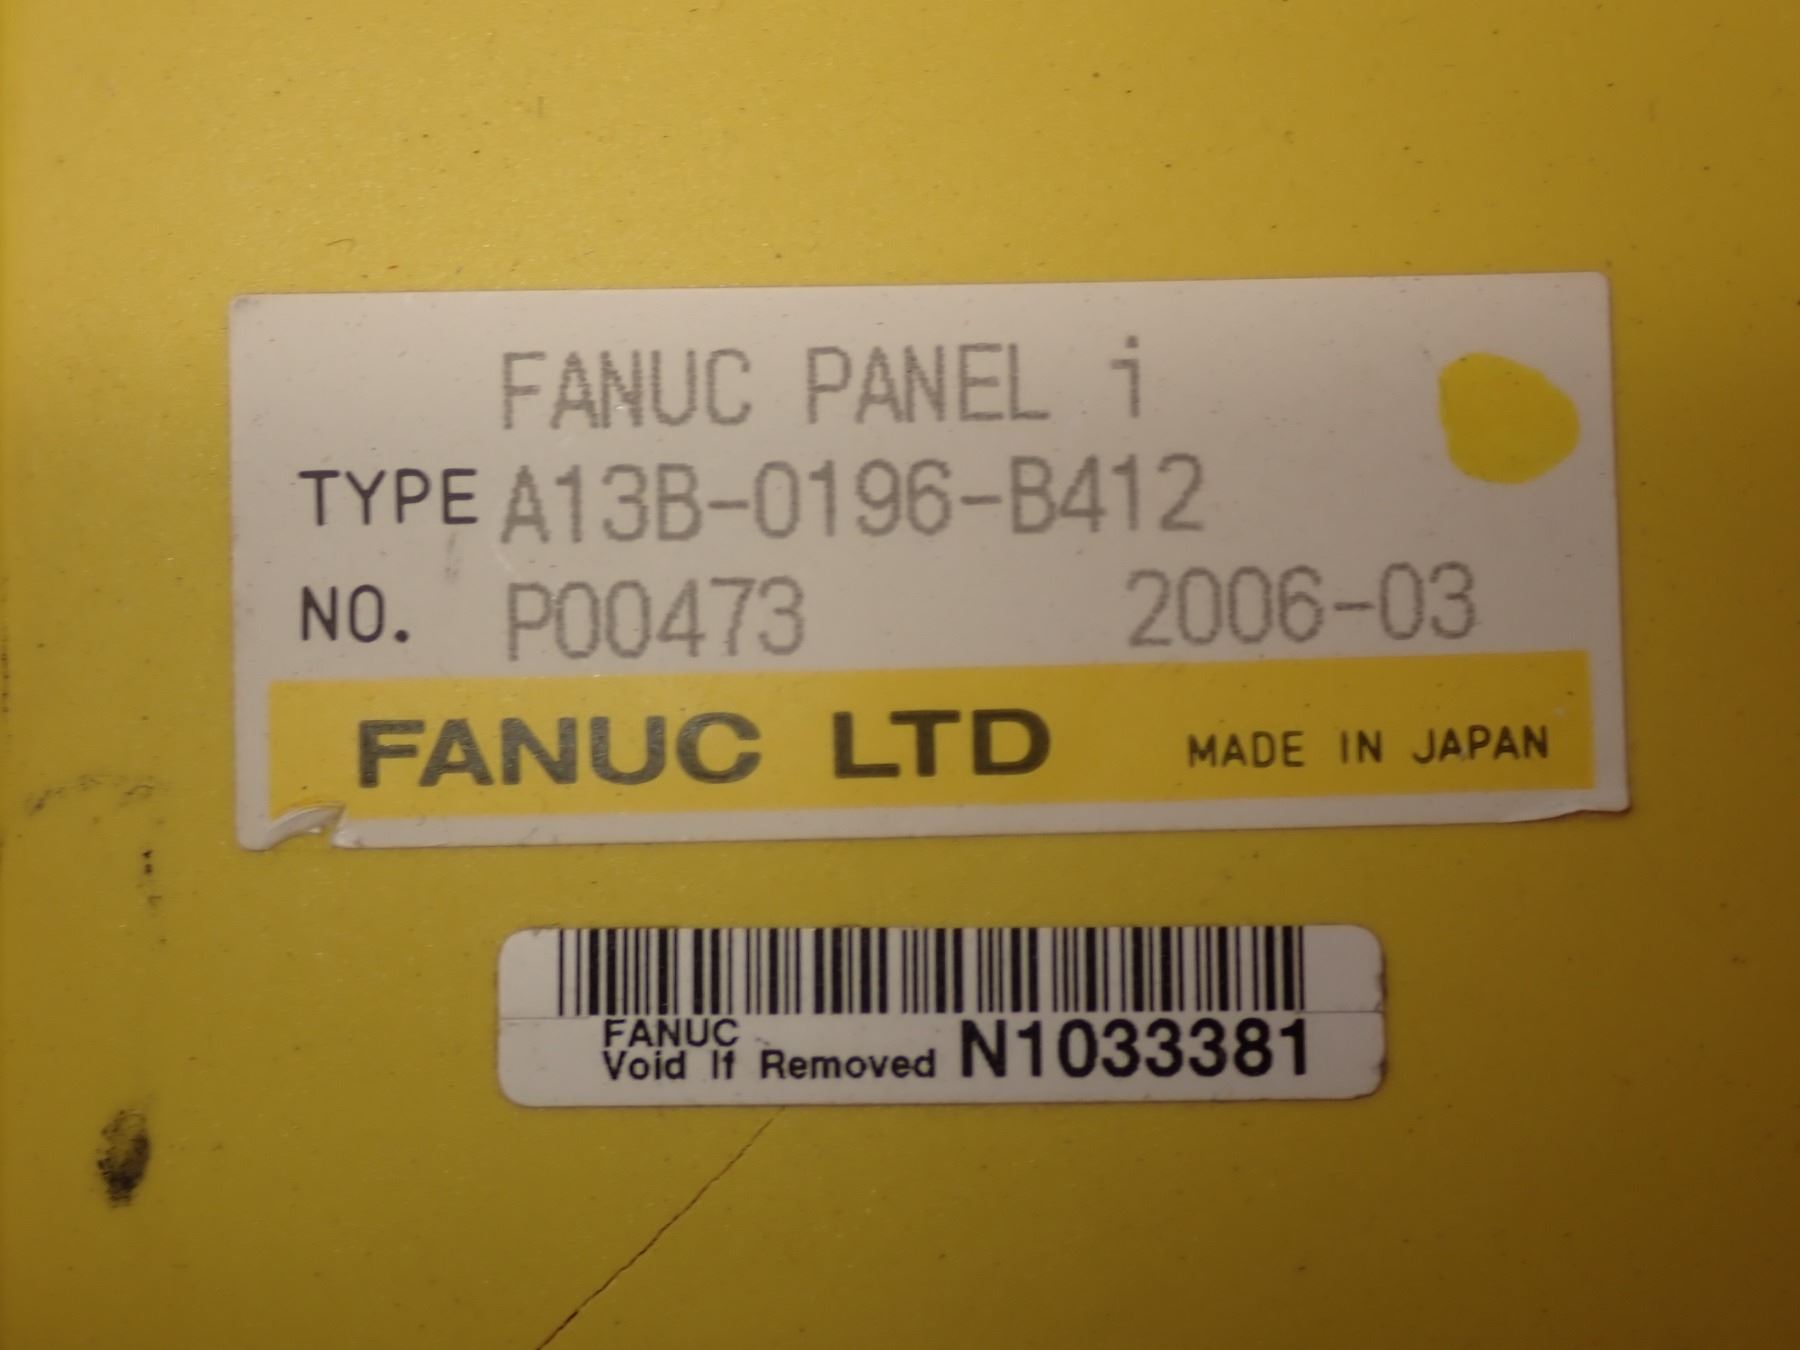 FANUC PANEL i
TYPE A13B-0196-B412
NO. P00473 2006-03
FANUC LTD MADE IN JAPAN
FANUC
Void If Removed N1033381